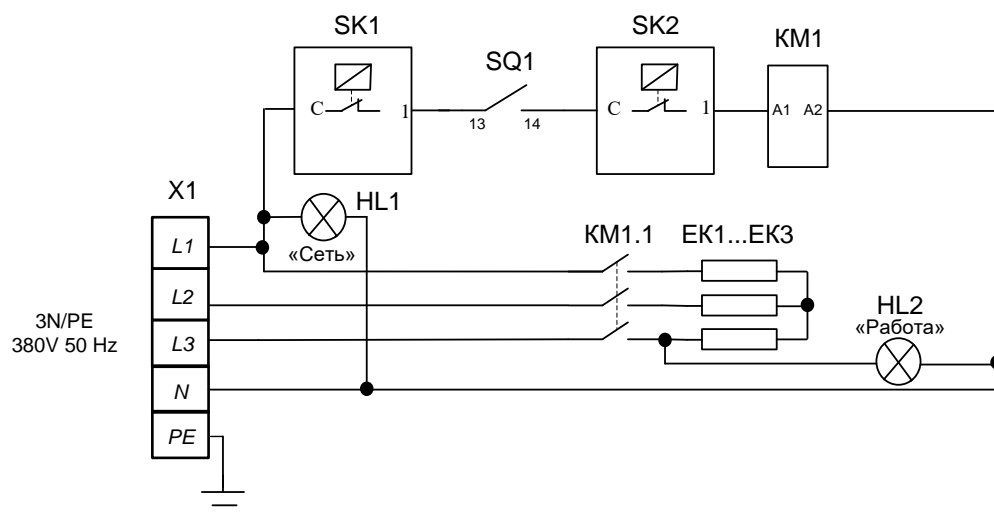 SK1
SK2
KM1
SQ1
C
1
13
14
C
1
A1
A2
X1
HL1
«Сеть»
L1
L2
L3
N
PE
3N/PE
380V 50 Hz
KM1.1
EK1...EK3
HL2
«Работа»